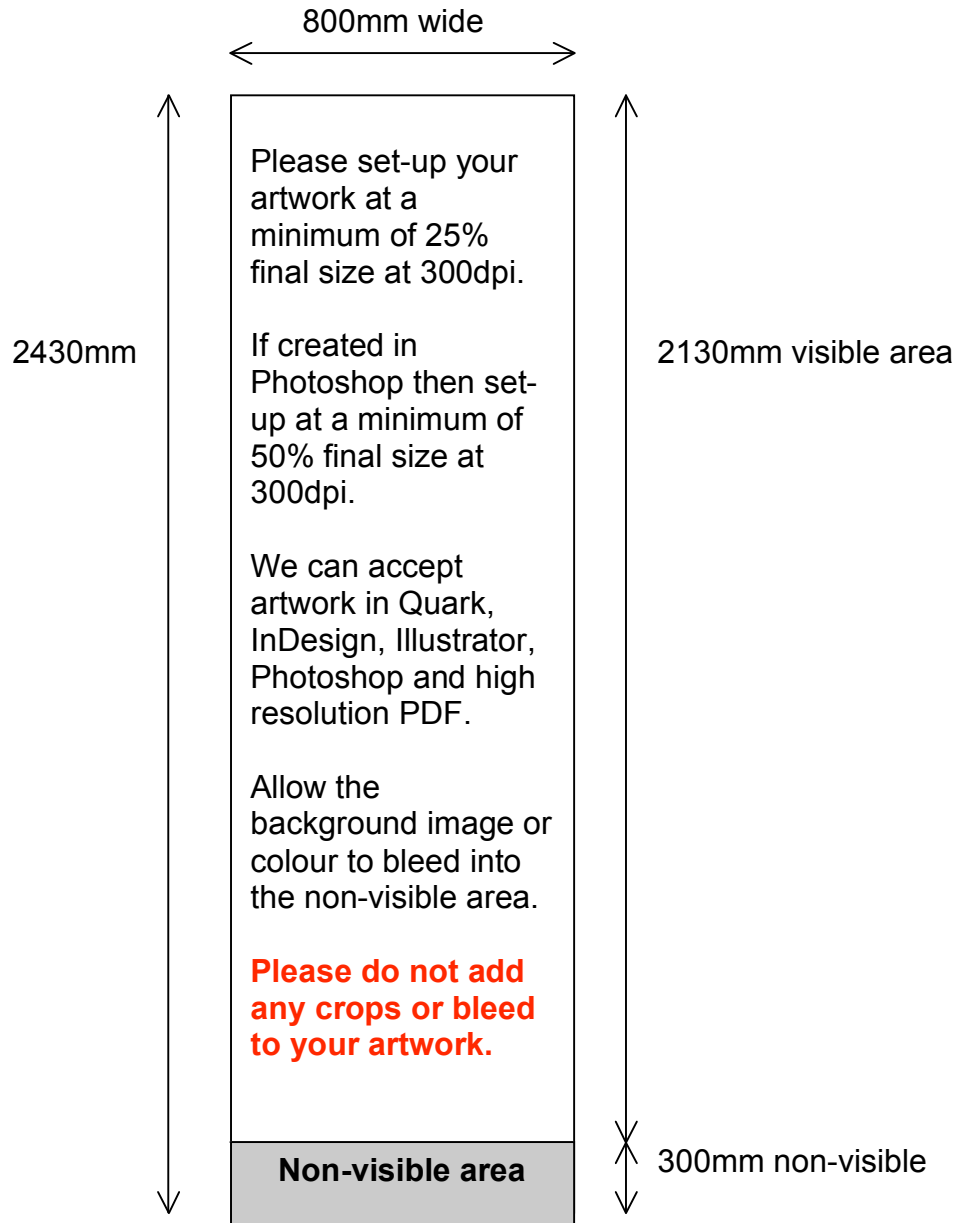 800mm wide
Please set-up your
artwork at a
minimum of 25%
final size at 300dpi.
2430mm
2130mm visible area
If created in
Photoshop then set-
up at a minimum of
50% final size at
300dpi.
We can accept
artwork in Quark,
InDesign, Illustrator,
Photoshop and high
resolution PDF.
Allow the
background image or
colour to bleed into
the non-visible area.
Please do not add
any crops or bleed
to your artwork.
Non-visible area
300mm non-visible